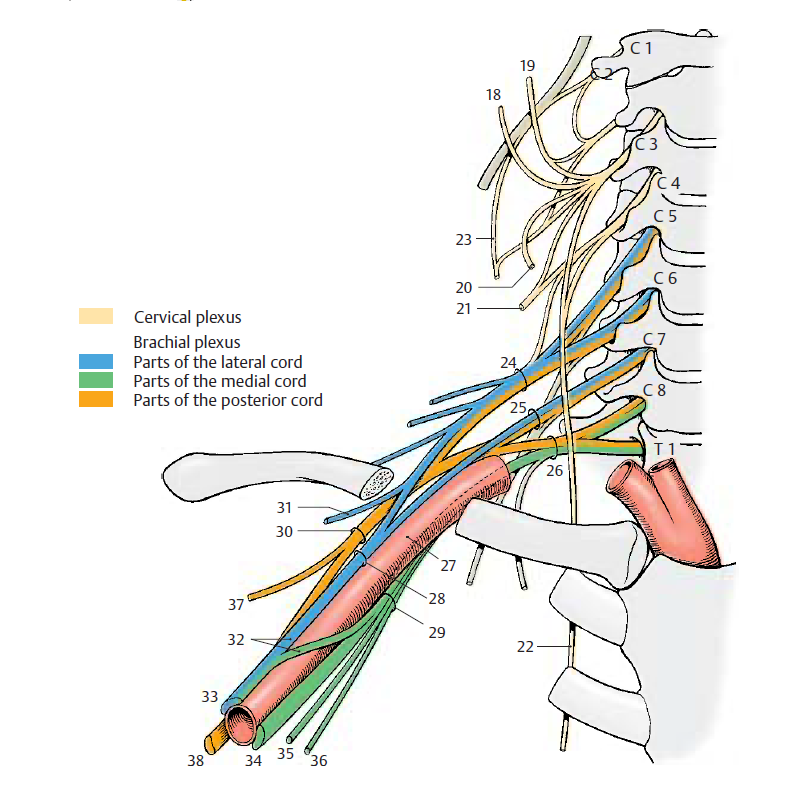 C 1
19
C 2
18
C 3
C 4
C 5
23
C 6
20
21
Cervical plexus
Brachial plexus
C 7
Parts of the lateral cord
24
Parts of the medial cord
C 8
Parts of the posterior cord
25
T 1
26
31
30
27
28
37
29
32
22
33
38
34
35
36